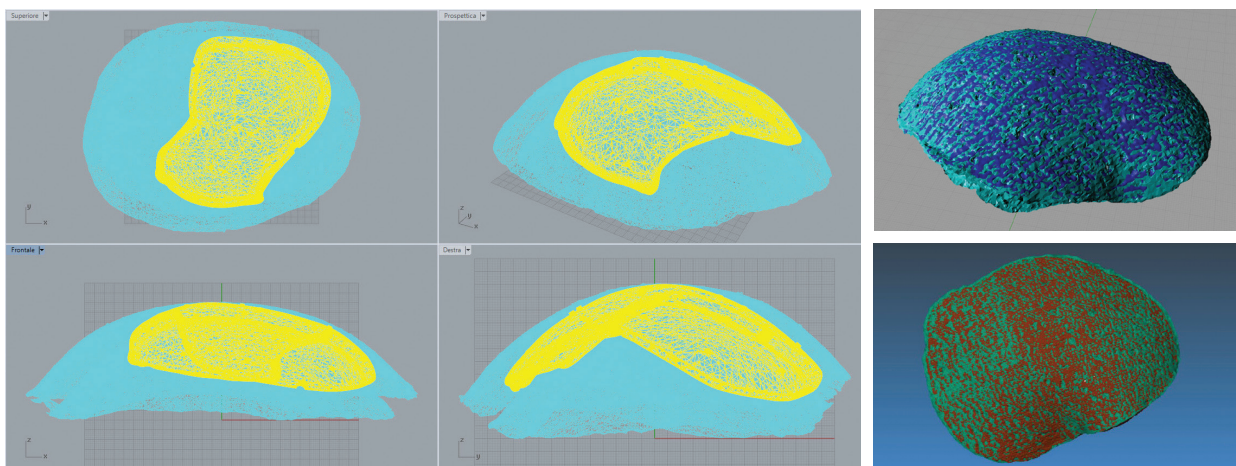 Superiore
Prospettica
y
x
z
y
x
Frontale
Destra
z
x
z
y